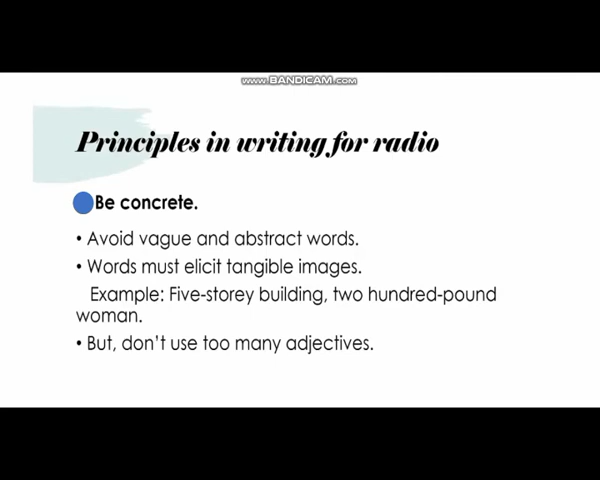 www.BANDICAM.com
Principles in writing for radio
Be concrete.
• Avoid vague and abstract words.
• Words must elicit tangible images.
Example: Five-storey building, two hundred-pound
woman.
• But, don't use too many adjectives.